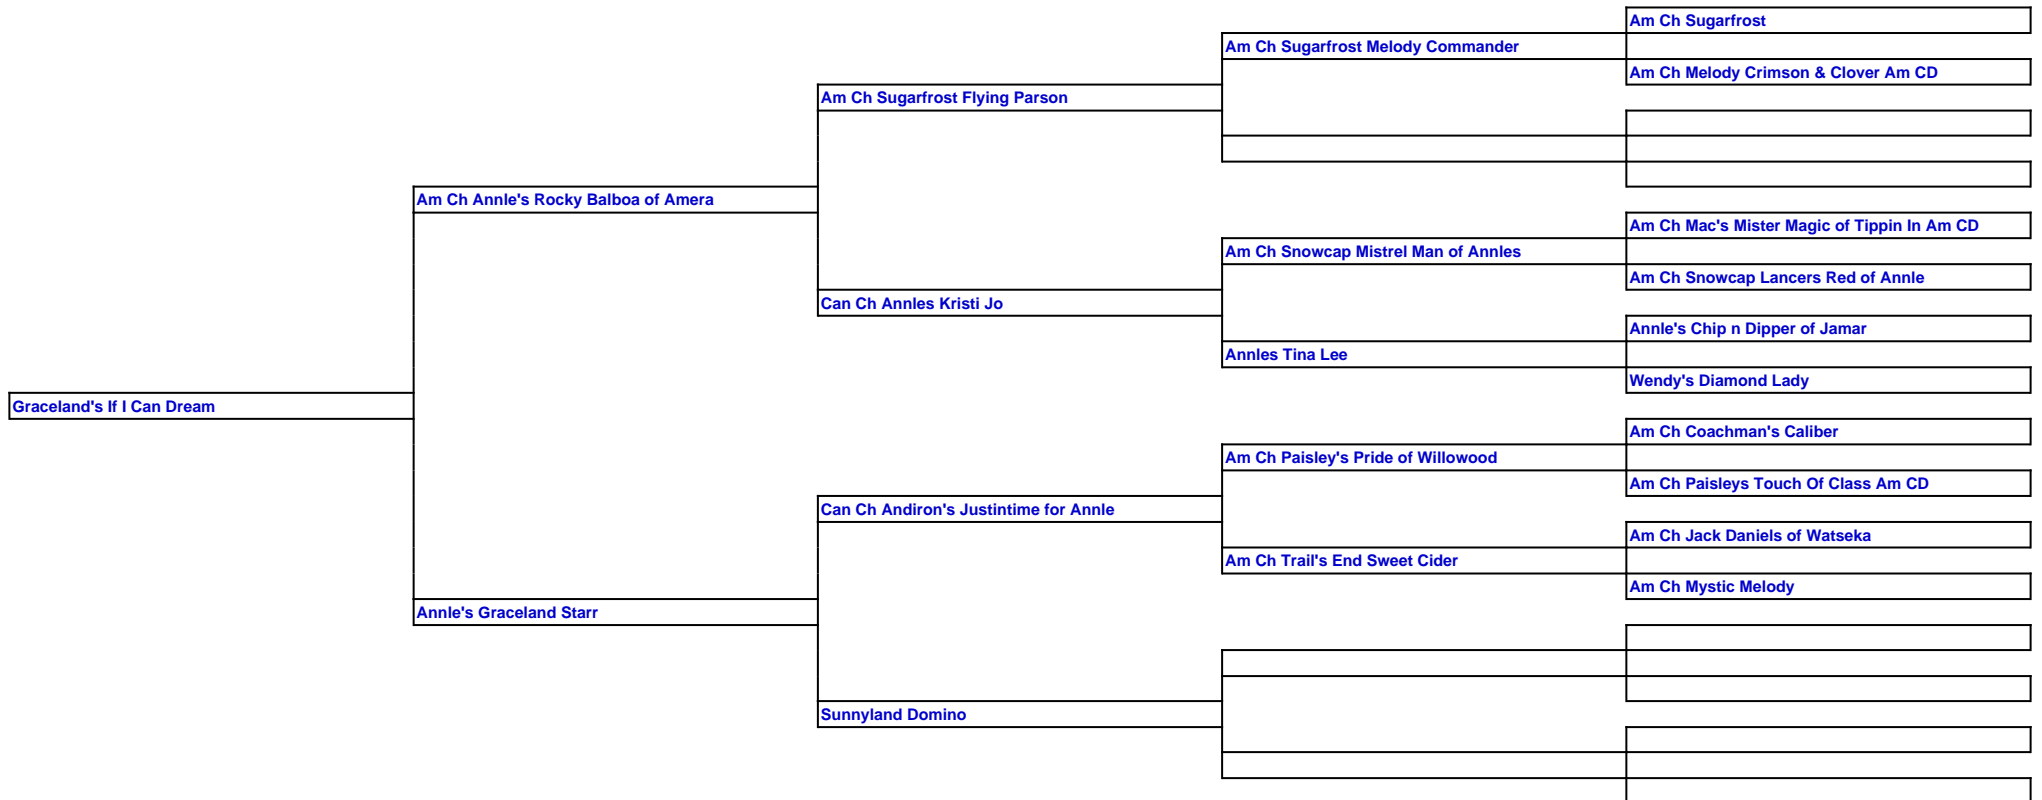 Am Ch Sugarfrost
Am Ch Sugarfrost Melody Commander
Am Ch Melody Crimson & Clover Am CD
Am Ch Sugarfrost Flying Parson
Am Ch Annle's Rocky Balboa of Amera
Am Ch Mac's Mister Magic of Tippin In Am CD
Am Ch Snowcap Mistrel Man of Annles
Am Ch Snowcap Lancers Red of Annle
Can Ch Annles Kristi Jo
Annle's Chip n Dipper of Jamar
Annles Tina Lee
Wendy's Diamond Lady
Graceland's If I Can Dream
Am Ch Coachman's Caliber
Am Ch Paisley's Pride of Willowood
Am Ch Paisleys Touch Of Class Am CD
Can Ch Andiron's Justintime for Annle
Am Ch Jack Daniels of Watseka
Am Ch Trail's End Sweet Cider
Am Ch Mystic Melody
Annle's Graceland Starr
Sunnyland Domino